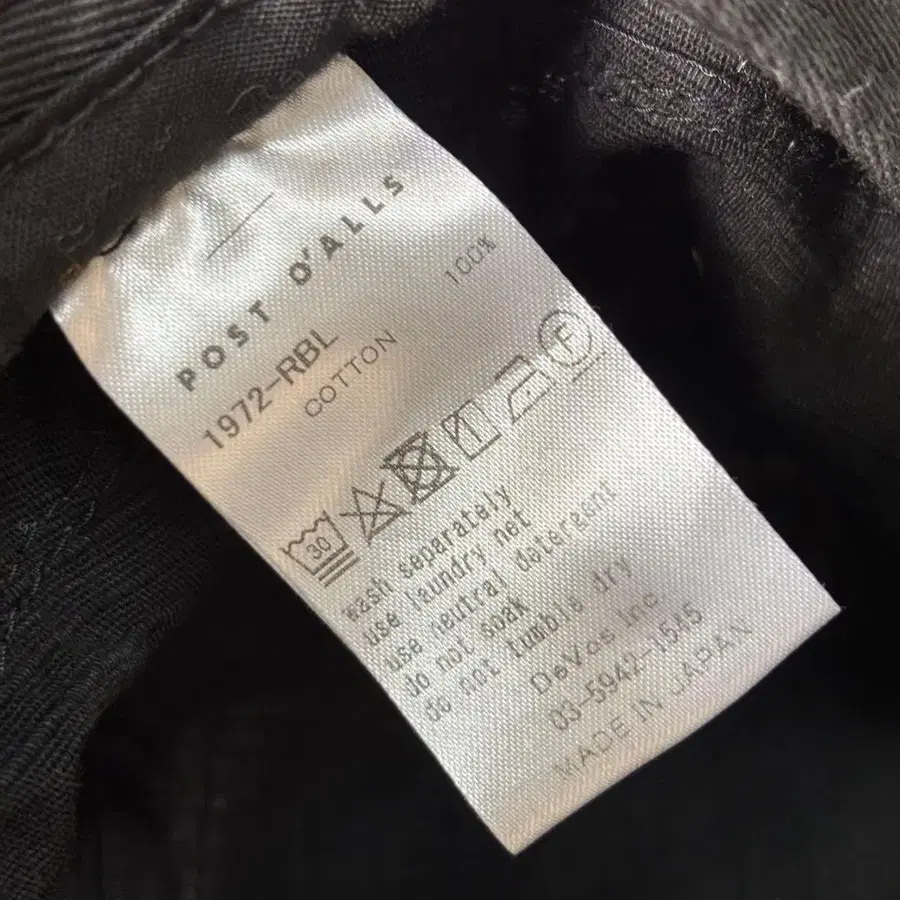 POST O'ALLS
1972-RBL
COTTON 100%
30 F
wash separately
use laundry net
use neutral detergent
do not soak
do not tumble dry
DeVos Inc.
03-5942-1545
MADE IN JAPAN